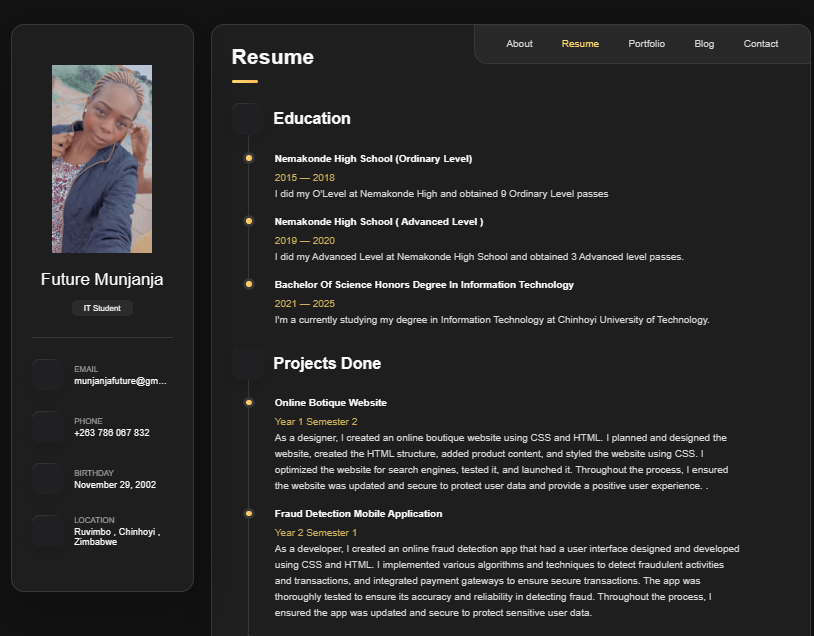 Future Munjanja
IT Student
EMAIL
munjanjafuture@gm...
PHONE
+263 786 067 832
BIRTHDAY
November 29, 2002
LOCATION
Ruvimbo , Chinhoyi ,
Zimbabwe
About Resume Portfolio Blog Contact
Resume
Education
Nemakonde High School (Ordinary Level)
2015 — 2018
I did my O'Level at Nemakonde High and obtained 9 Ordinary Level passes
Nemakonde High School ( Advanced Level )
2019 — 2020
I did my Advanced Level at Nemakonde High School and obtained 3 Advanced level passes.
Bachelor Of Science Honors Degree In Information Technology
2021 — 2025
I'm a currently studying my degree in Information Technology at Chinhoyi University of Technology.
Projects Done
Online Botique Website
Year 1 Semester 2
As a designer, I created an online boutique website using CSS and HTML. I planned and designed the
website, created the HTML structure, added product content, and styled the website using CSS. I
optimized the website for search engines, tested it, and launched it. Throughout the process, I ensured
the website was updated and secure to protect user data and provide a positive user experience. .
Fraud Detection Mobile Application
Year 2 Semester 1
As a developer, I created an online fraud detection app that had a user interface designed and developed
using CSS and HTML. I implemented various algorithms and techniques to detect fraudulent activities
and transactions, and integrated payment gateways to ensure secure transactions. The app was
thoroughly tested to ensure its accuracy and reliability in detecting fraud. Throughout the process, I
ensured the app was updated and secure to protect sensitive user data.